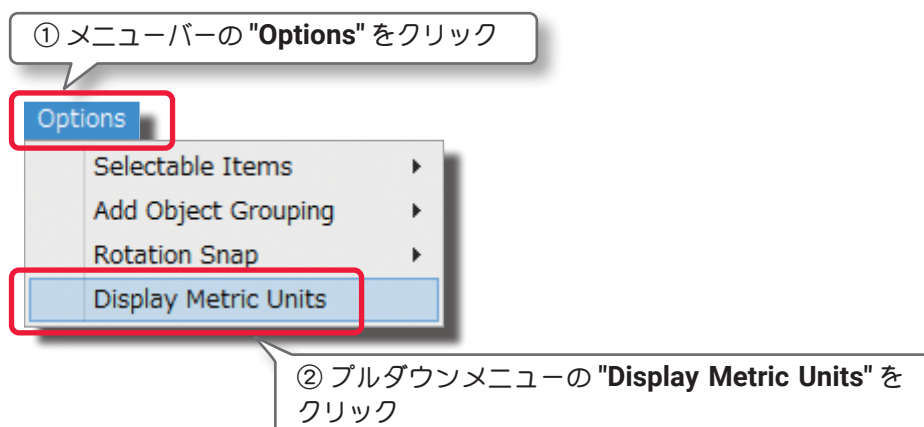 ① メニューバーの "Options" をクリック
Options
Selectable Items
Add Object Grouping
Rotation Snap
Display Metric Units
② プルダウンメニューの "Display Metric Units" を
クリック